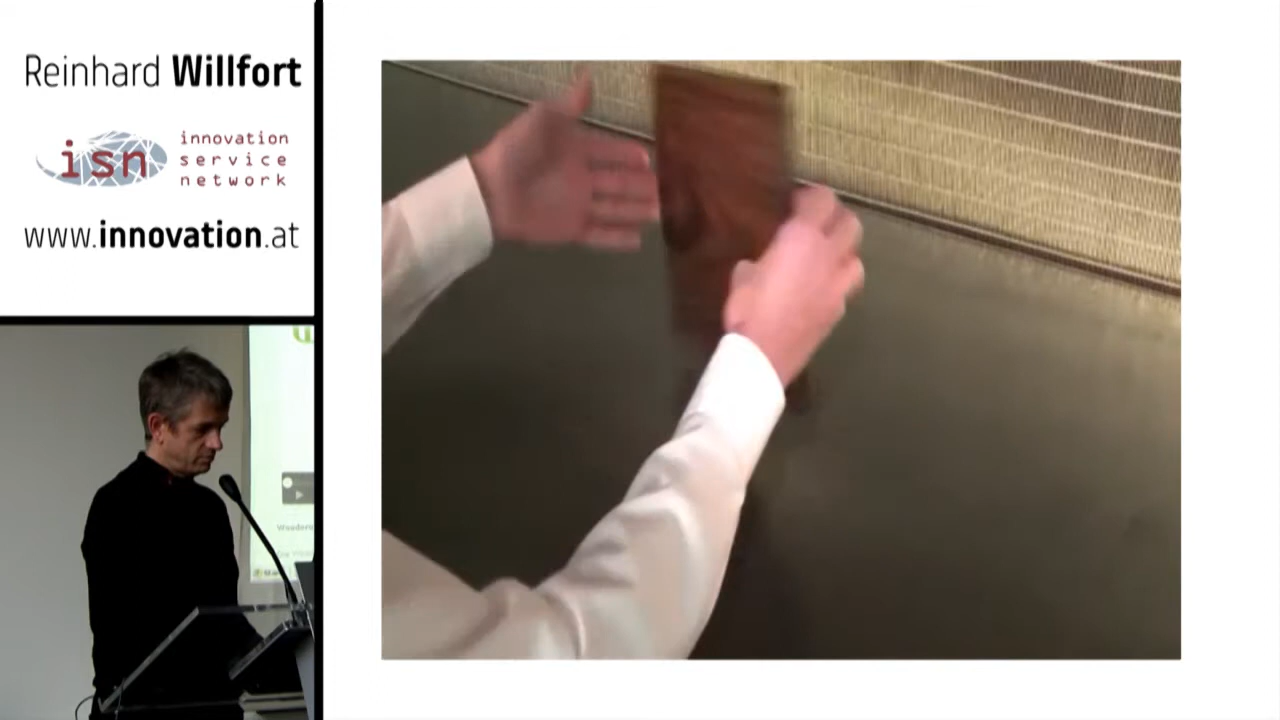 Reinhard Willfort
isn
innovation
service
network
www.innovation.at